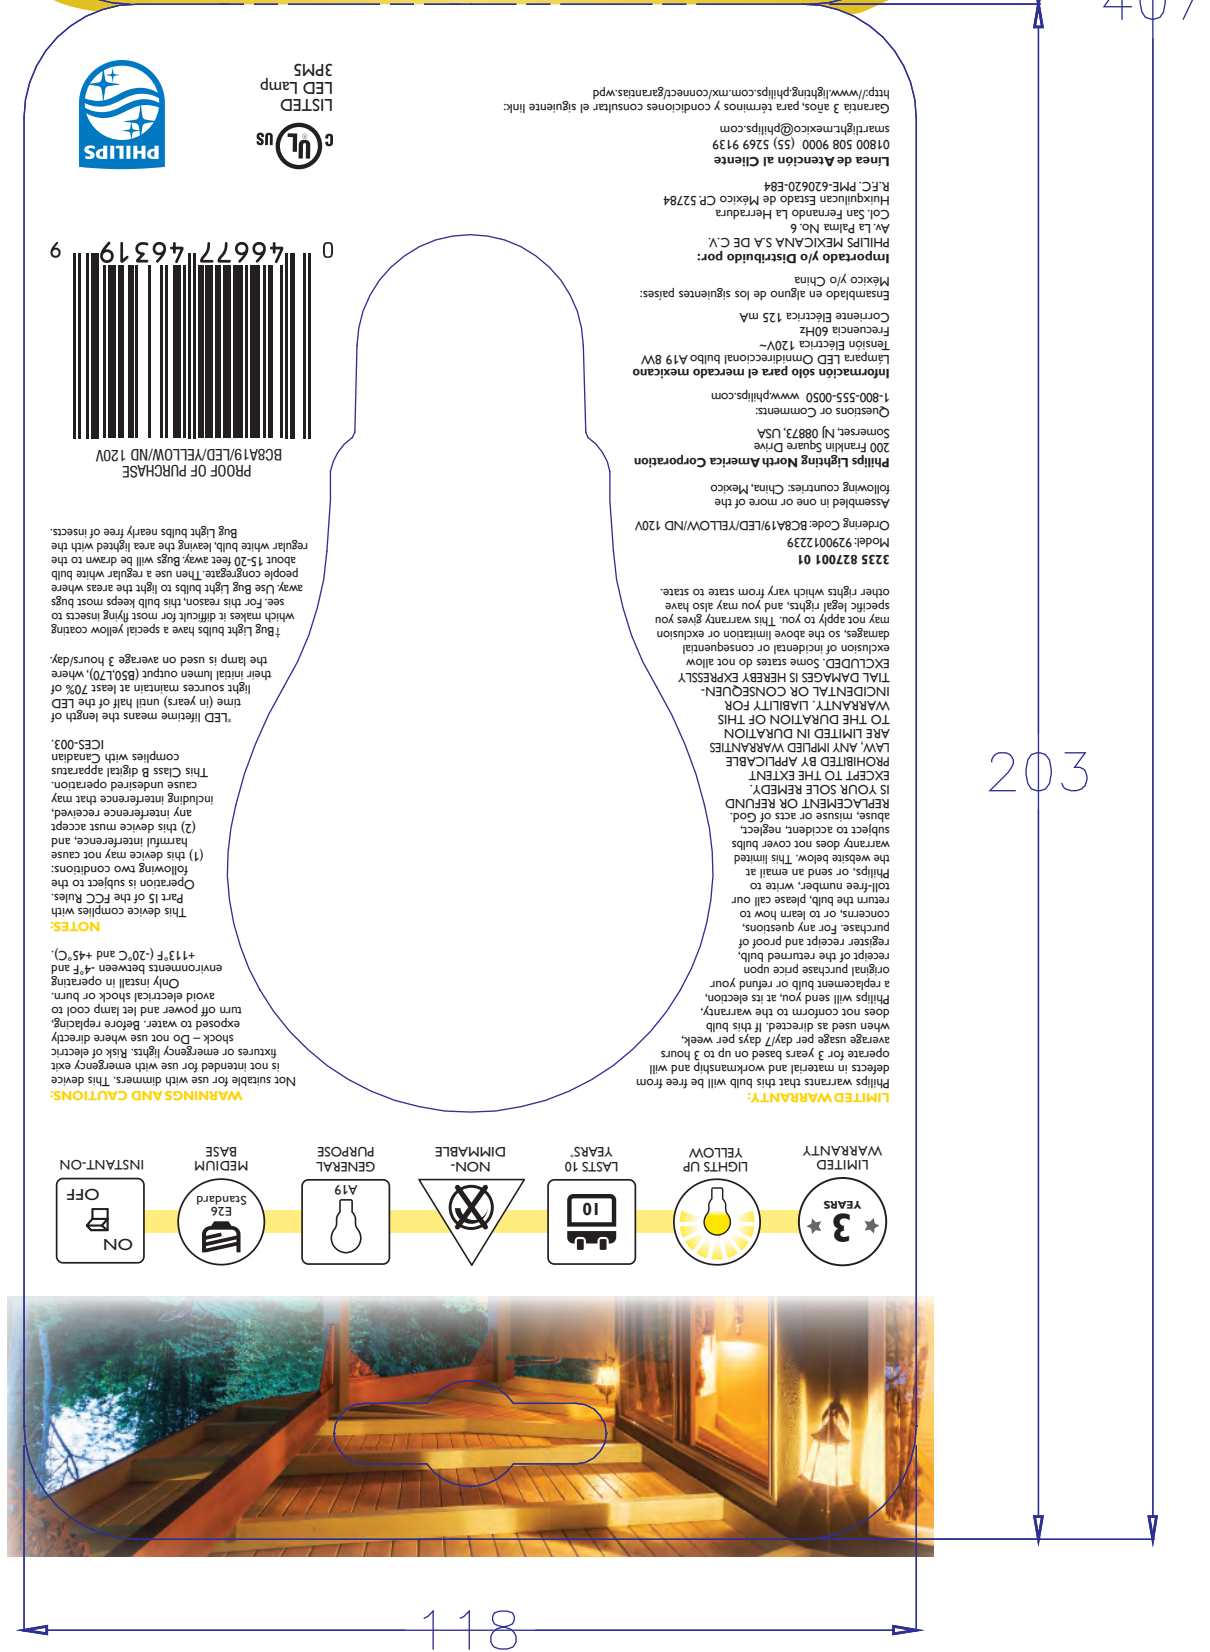 3
YEARS
LIMITED
WARRANTY
LIGHTS UP
YELLOW
10
LASTS 10
YEARS*
NON-
DIMMABLE
A19
GENERAL
PURPOSE
E26
Standard
MEDIUM
BASE
ON
OFF
INSTANT-ON
LIMITED WARRANTY:
Philips warrants that this bulb will be free from
defects in material and workmanship and will
operate for 3 years based on up to 3 hours
average usage per day/7 days per week,
when used as directed. If this bulb
does not conform to the warranty,
Philips will send you, at its election,
a replacement bulb or refund your
original purchase price upon
receipt of the returned bulb,
register receipt and proof of
purchase. For any questions,
concerns, or to learn how to
return the bulb, please call our
toll-free number, write to
Philips, or send an email at
the website below. This limited
warranty does not cover bulbs
subject to accident, neglect,
abuse, misuse or acts of God.
REPLACEMENT OR REFUND
IS YOUR SOLE REMEDY.
EXCEPT TO THE EXTENT
PROHIBITED BY APPLICABLE
LAW, ANY IMPLIED WARRANTIES
ARE LIMITED IN DURATION
TO THE DURATION OF THIS
WARRANTY. LIABILITY FOR
INCIDENTAL OR CONSEQUEN-
TIAL DAMAGES IS HEREBY EXPRESSLY
EXCLUDED. Some states do not allow
exclusion of incidental or consequential
damages, so the above limitation or exclusion
may not apply to you. This warranty gives you
specific legal rights, and you may also have
other rights which vary from state to state.
3235 827001 01
Model: 9290012239
Ordering Code: BC8A19/LED/YELLOW/ND 120V
Assembled in one or more of the
following countries: China, Mexico
Philips Lighting North America Corporation
200 Franklin Square Drive
Somerset, NJ 08873, USA
Questions or Comments:
1-800-555-0050 www.philips.com
Información sólo para el mercado mexicano
Lámpara LED Omnidireccional bulbo A19 8W
Tensión Eléctrica 120V~
Frecuencia 60Hz
Corriente Eléctrica 125 mA
Ensamblado en alguno de los siguientes países:
México y/o China
Importado y/o Distribuido por:
PHILIPS MEXICANA S.A DE C.V.
Av. La Palma No. 6
Col. San Fernando La Herradura
Huixquilucan Estado de México CP. 52784
R.F.C. PME-620620-E84
Línea de Atención al Cliente
01800 508 9000 (55) 5269 9139
smartlight.mexico@philips.com
Garantía 3 años, para términos y condiciones consultar el siguiente link:
http://www.lighting.philips.com.mx/connect/garantias.wpd
WARNINGS AND CAUTIONS:
Not suitable for use with dimmers. This device
is not intended for use with emergency exit
fixtures or emergency lights. Risk of electric
shock – Do not use where directly
exposed to water. Before replacing,
turn off power and let lamp cool to
avoid electrical shock or burn.
Only install in operating
environments between -4°F and
+113°F (-20°C and +45°C).
NOTES:
This device complies with
Part 15 of the FCC Rules.
Operation is subject to the
following two conditions:
(1) this device may not cause
harmful interference, and
(2) this device must accept
any interference received,
including interference that may
cause undesired operation.
This Class B digital apparatus
complies with Canadian
ICES-003.
*LED lifetime means the length of
time (in years) until half of the LED
light sources maintain at least 70% of
their initial lumen output (B50,L70), where
the lamp is used on average 3 hours/day.
†Bug Light bulbs have a special yellow coating
which makes it difficult for most flying insects to
see. For this reason, this bulb keeps most bugs
away. Use Bug Light bulbs to light the areas where
people congregate. Then use a regular white bulb
about 15-20 feet away. Bugs will be drawn to the
regular white bulb, leaving the area lighted with the
Bug Light bulbs nearly free of insects.
PROOF OF PURCHASE
BC8A19/LED/YELLOW/ND 120V
0 46677 46319 9
C UL® US
LISTED
LED Lamp
3PM5
PHILIPS
407
203
118